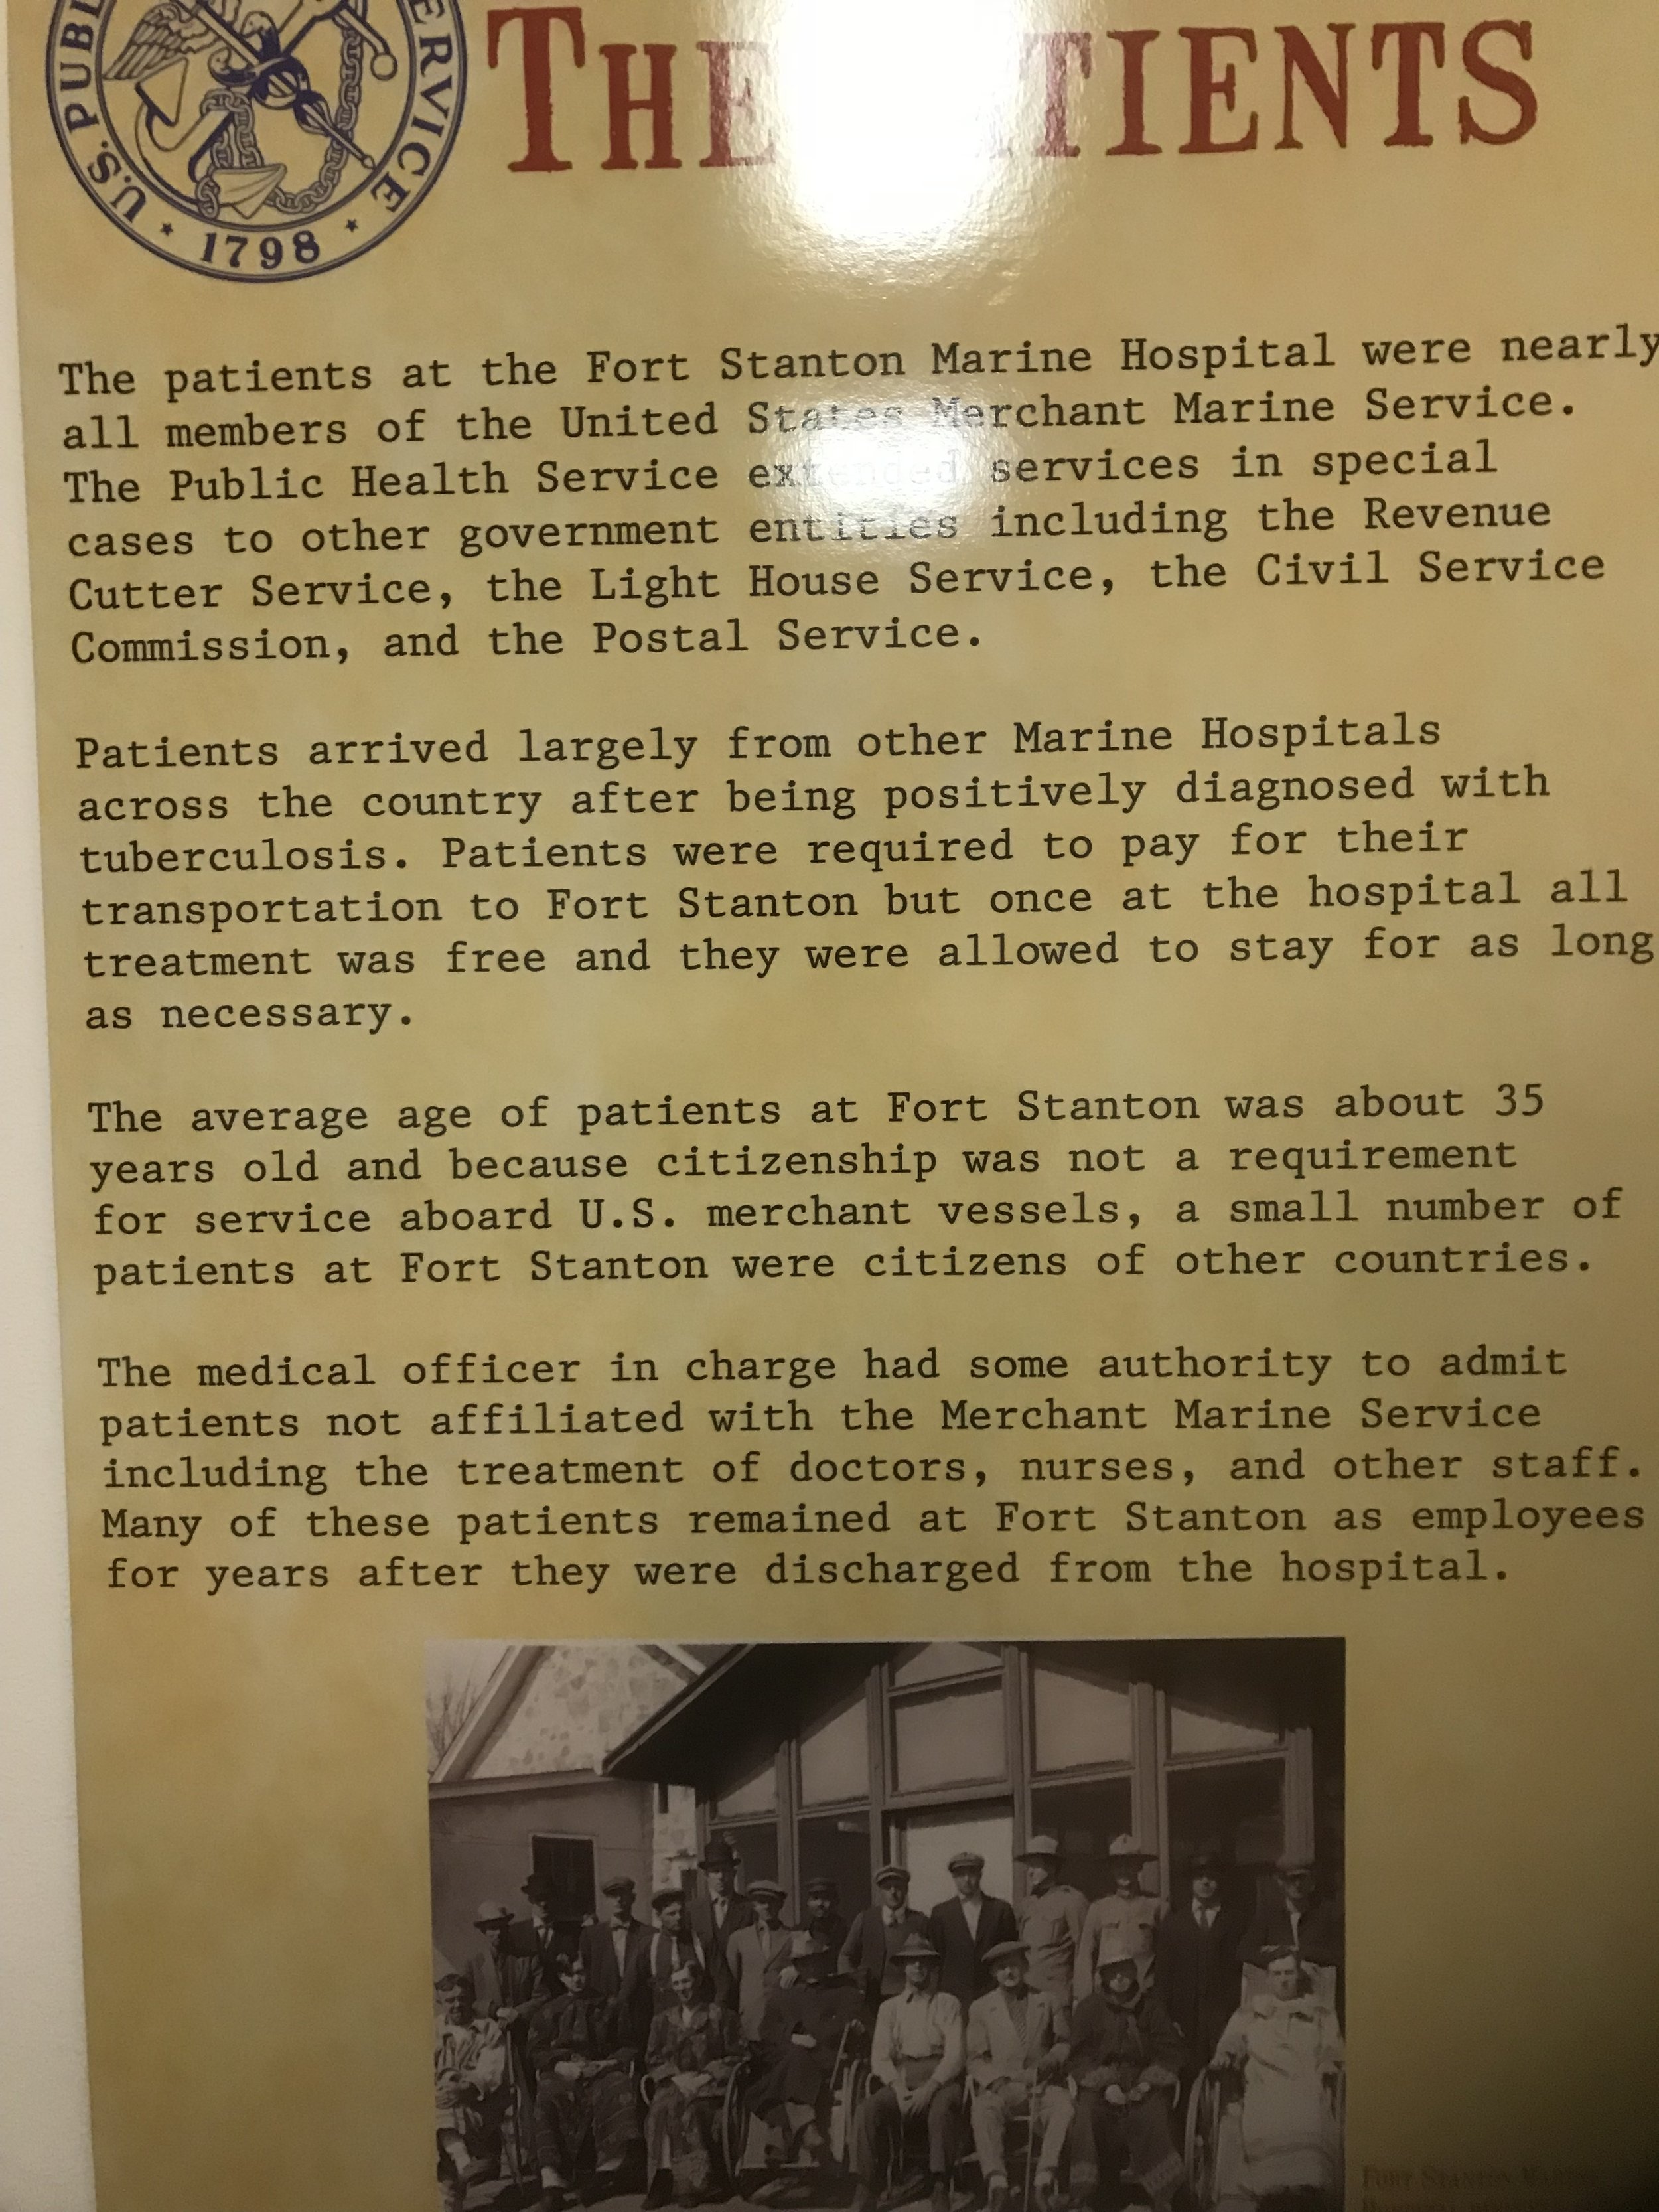 U.S. PUBL ERVICE
1798
THE TIENTS
The patients at the Fort Stanton Marine Hospital were nearly
all members of the United States Merchant Marine Service.
The Public Health Service extended services in special
cases to other government entities including the Revenue
Cutter Service, the Light House Service, the Civil Service
Commission, and the Postal Service.
Patients arrived largely from other Marine Hospitals
across the country after being positively diagnosed with
tuberculosis. Patients were required to pay for their
transportation to Fort Stanton but once at the hospital all
treatment was free and they were allowed to stay for as long
as necessary.
The average age of patients at Fort Stanton was about 35
years old and because citizenship was not a requirement
for service aboard U.S. merchant vessels, a small number of
patients at Fort Stanton were citizens of other countries.
The medical officer in charge had some authority to admit
patients not affiliated with the Merchant Marine Service
including the treatment of doctors, nurses, and other staff.
Many of these patients remained at Fort Stanton as employees
for years after they were discharged from the hospital.
FORT STANTON MARINE